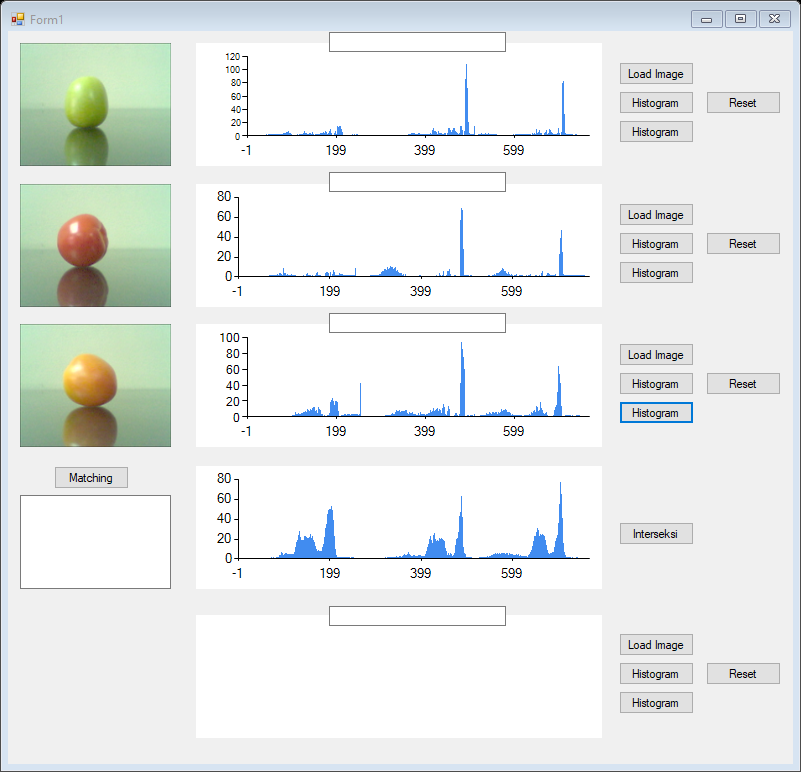 Form1
120
100
80
60
40
20
0
-1 199 399 599
Load Image
Histogram Reset
Histogram
80
60
40
20
0
-1 199 399 599
Load Image
Histogram Reset
Histogram
100
80
60
40
20
0
-1 199 399 599
Load Image
Histogram Reset
Histogram
Matching
80
60
40
20
0
-1 199 399 599
Interseksi
Load Image
Histogram Reset
Histogram